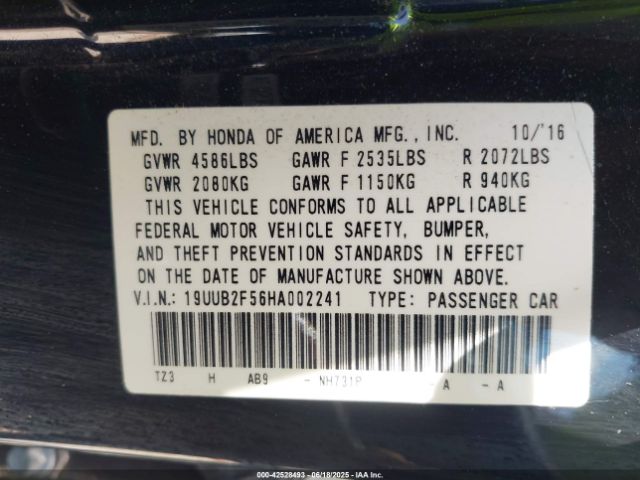 MFD. BY HONDA OF AMERICA MFG., INC. 10/'16
GVWR 4586LBS GAWR F 2535LBS R 2072LBS
GVWR 2080KG GAWR F 1150KG R 940KG
THIS VEHICLE CONFORMS TO ALL APPLICABLE
FEDERAL MOTOR VEHICLE SAFETY, BUMPER,
AND THEFT PREVENTION STANDARDS IN EFFECT
ON THE DATE OF MANUFACTURE SHOWN ABOVE.
V.I.N.: 19UUB2F56HA002241 TYPE: PASSENGER CAR
TZ3 H AB9 - NH731P - A - A
000-42528493 - 06/18/2025 - IAAI.COM